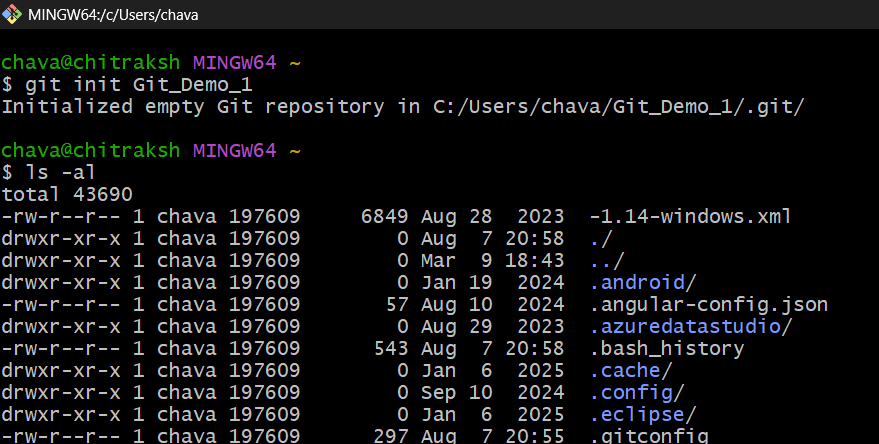 MINGW64:/c/Users/chava
chava@chitraksh MINGW64 ~
$ git init Git_Demo_1
Initialized empty Git repository in C:/Users/chava/Git_Demo_1/.git/
chava@chitraksh MINGW64 ~
$ ls -al
total 43690
-rw-r--r-- 1 chava 197609     6849 Aug 28  2023  -1.14-windows.xml
drwxr-xr-x 1 chava 197609        0 Aug  7 20:58  ./
drwxr-xr-x 1 chava 197609        0 Mar  9 18:43  ../
drwxr-xr-x 1 chava 197609        0 Jan 19  2024  .android/
-rw-r--r-- 1 chava 197609       57 Aug 10  2024  .angular-config.json
drwxr-xr-x 1 chava 197609        0 Aug 29  2023  .azuredatastudio/
-rw-r--r-- 1 chava 197609      543 Aug  7 20:58  .bash_history
drwxr-xr-x 1 chava 197609        0 Jan  6  2025  .cache/
drwxr-xr-x 1 chava 197609        0 Sep 10  2024  .config/
drwxr-xr-x 1 chava 197609        0 Jan  6  2025  .eclipse/
-rw-r--r-- 1 chava 197609      297 Aug  7 20:55  .gitconfig